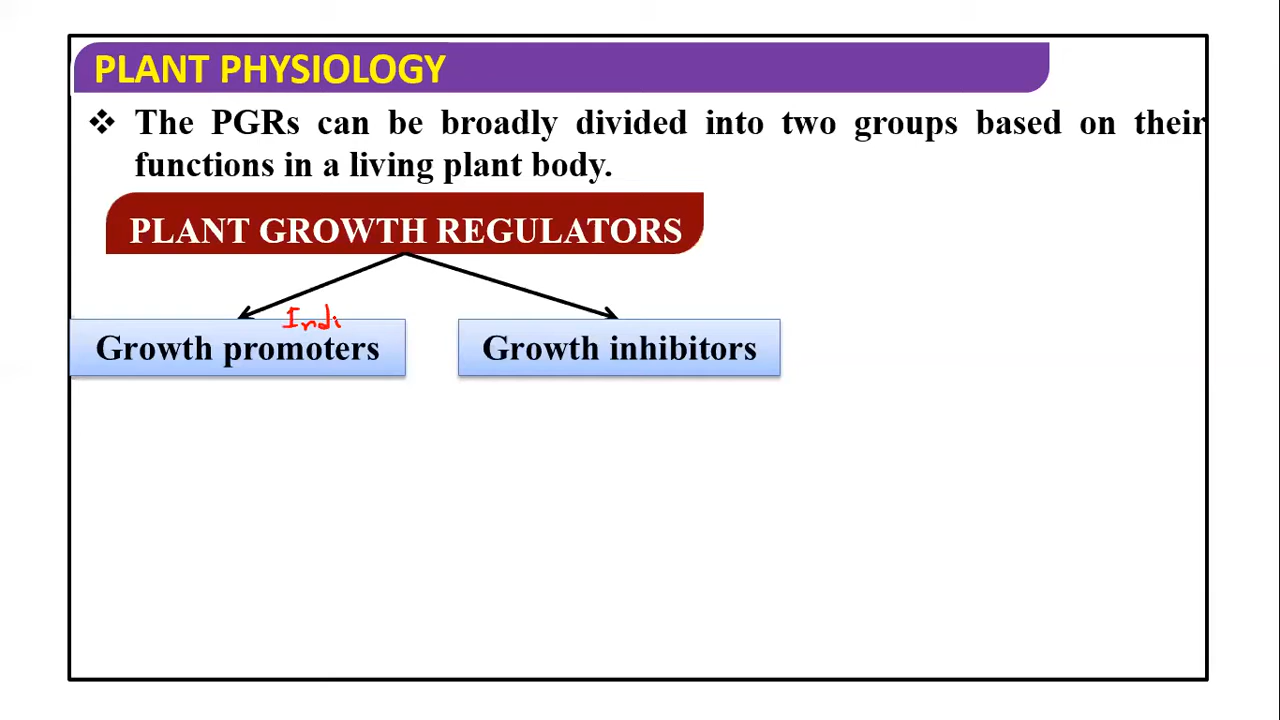 PLANT PHYSIOLOGY
❖ The PGRs can be broadly divided into two groups based on their
functions in a living plant body.
PLANT GROWTH REGULATORS
Indi
Growth promoters
Growth inhibitors